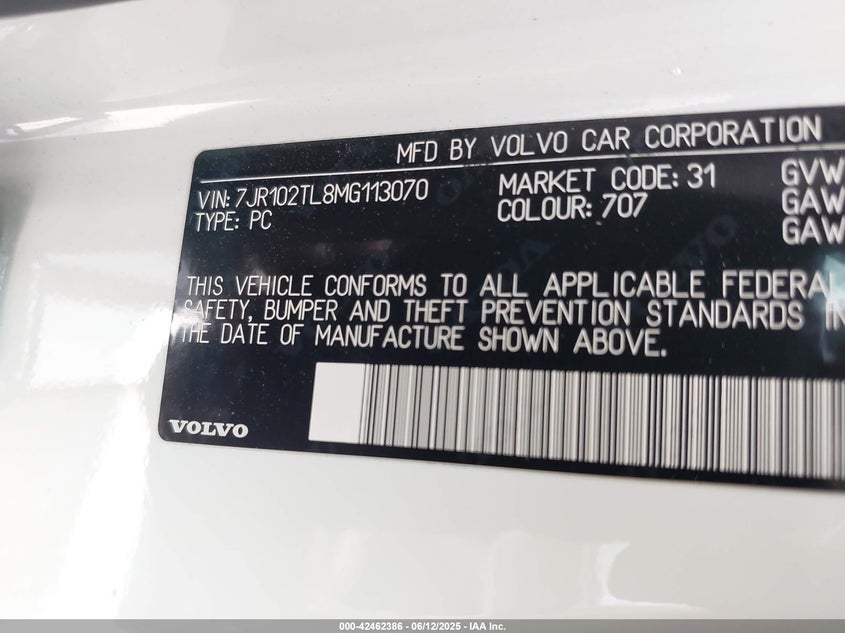 MFD BY VOLVO CAR CORPORATION
VIN: 7JR102TL8MG113070
MARKET CODE: 31
GVW
TYPE: PC
COLOUR: 707
GAW
GAW
THIS VEHICLE CONFORMS TO ALL APPLICABLE FEDERAL
SAFETY, BUMPER AND THEFT PREVENTION STANDARDS IN
THE DATE OF MANUFACTURE SHOWN ABOVE.
VOLVO
000-42462386 - 06/12/2025 - IAA Inc.